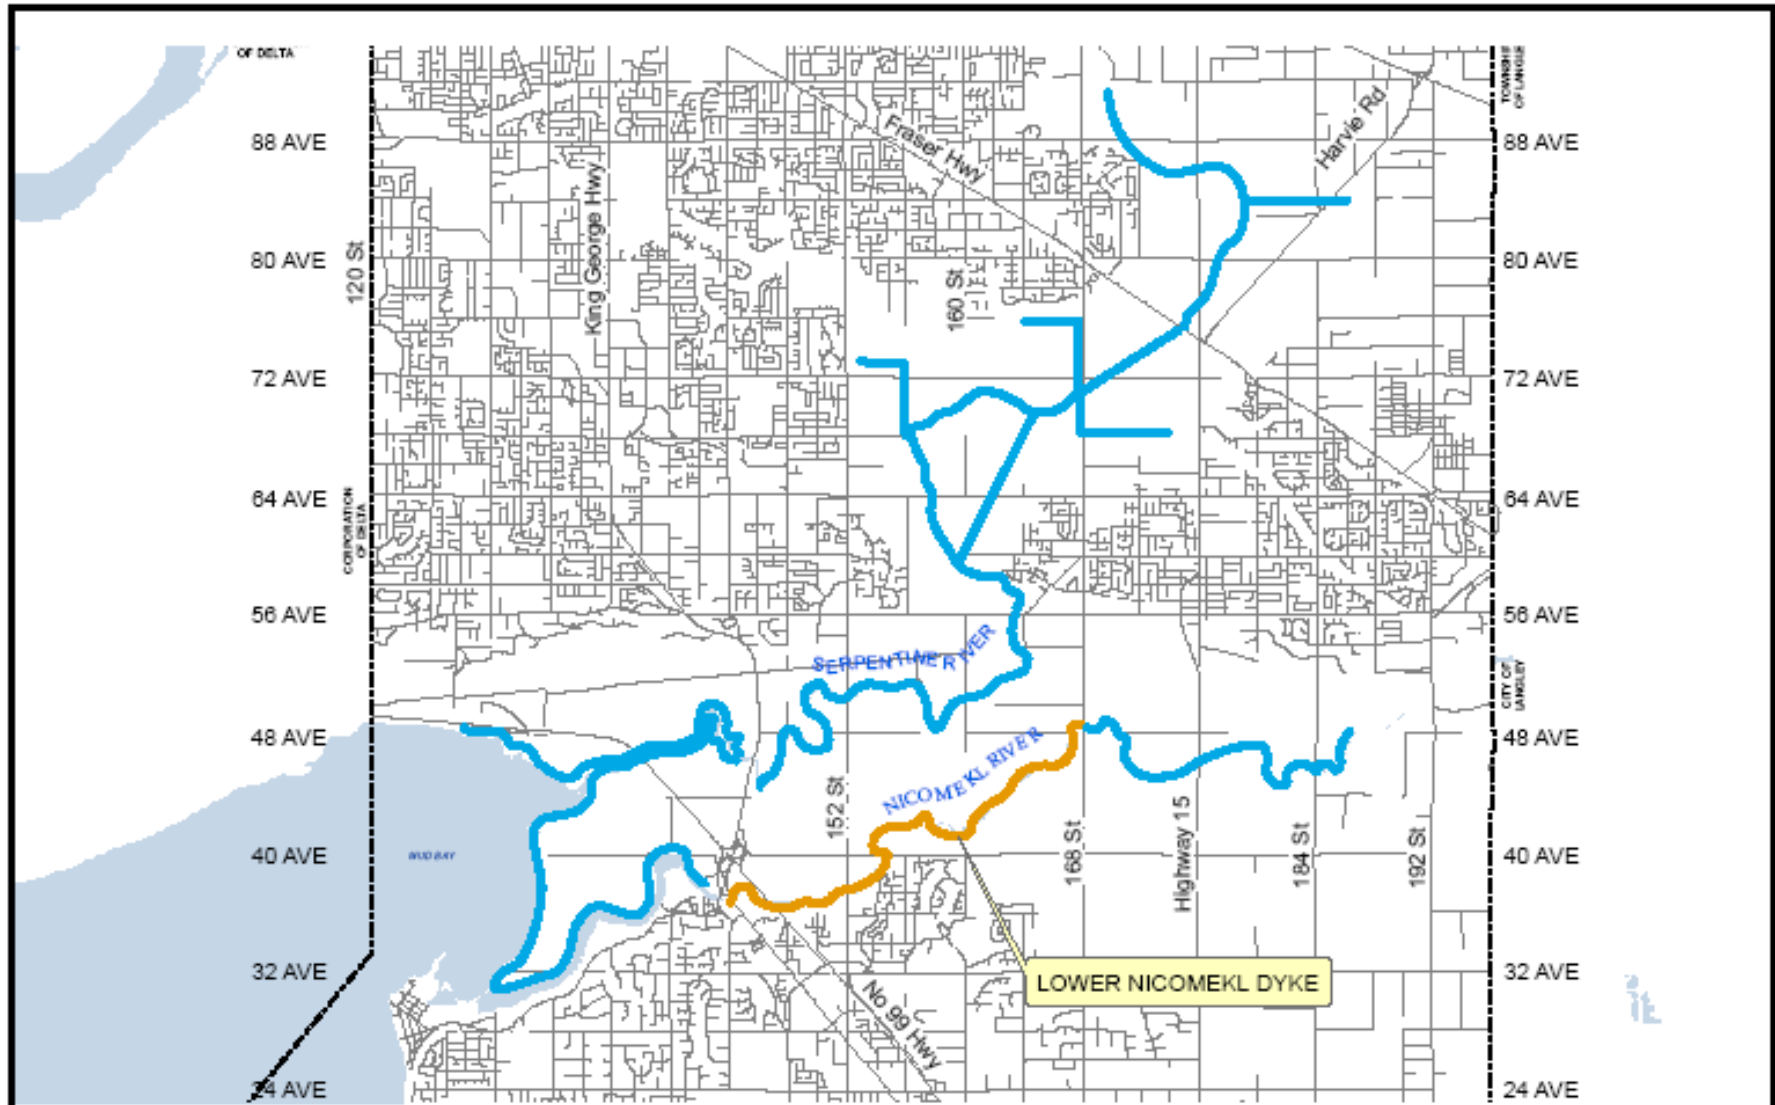 OF DELTA
TOWNSHIP
OF LANGLE
88 AVE
Fraser Hwy
Harvie Rd
88 AVE
King George Hwy
120 St
80 AVE
160 St
80 AVE
72 AVE
72 AVE
64 AVE
64 AVE
CORPORATION
OF DELTA
56 AVE
56 AVE
SERPENTINE RIVER
CITY OF
LANGLEY
48 AVE
NICOMEKL RIVER
48 AVE
152 St
40 AVE
MUD BAY
168 St
Highway 15
184 St
192 St
40 AVE
32 AVE
LOWER NICOMEKL DYKE
32 AVE
No 99 Hwy
24 AVE
24 AVE